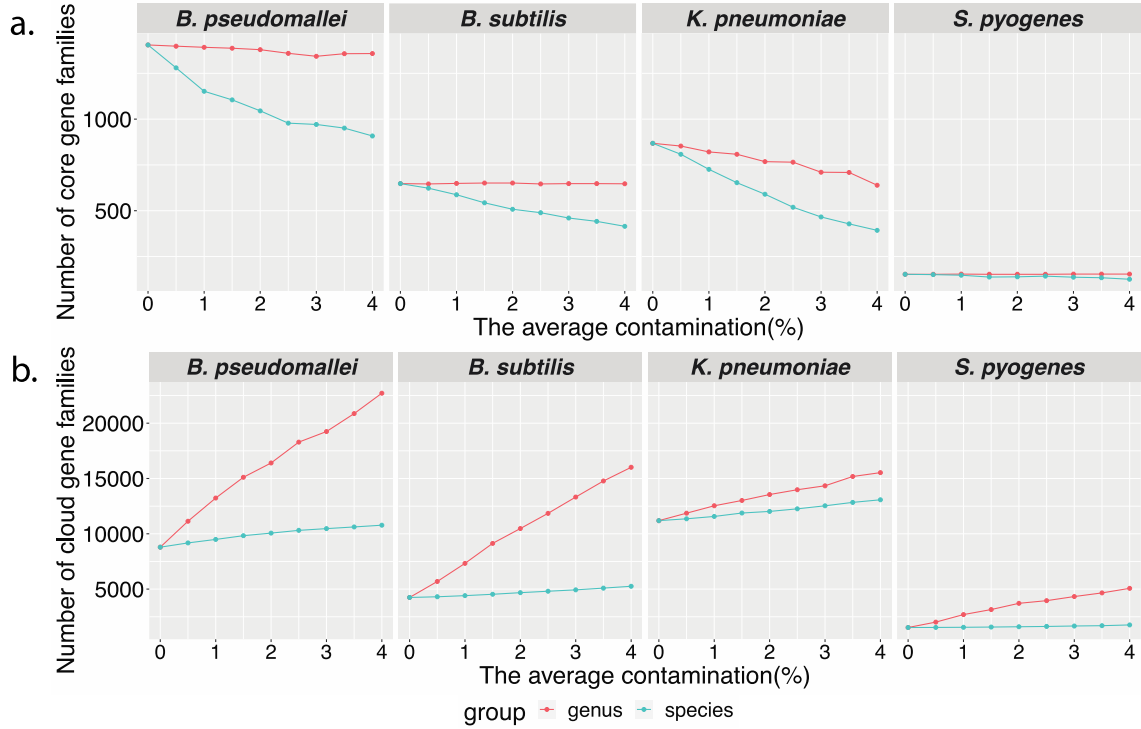 a.
B. pseudomallei B. subtilis K. pneumoniae S. pyogenes
Number of core gene families
1000
500
0 1 2 3 4 0 1 2 3 4 0 1 2 3 4 0 1 2 3 4
The average contamination(%)
b.
B. pseudomallei B. subtilis K. pneumoniae S. pyogenes
Number of cloud gene families
20000
15000
10000
5000
0 1 2 3 4 0 1 2 3 4 0 1 2 3 4 0 1 2 3 4
The average contamination(%)
group genus species